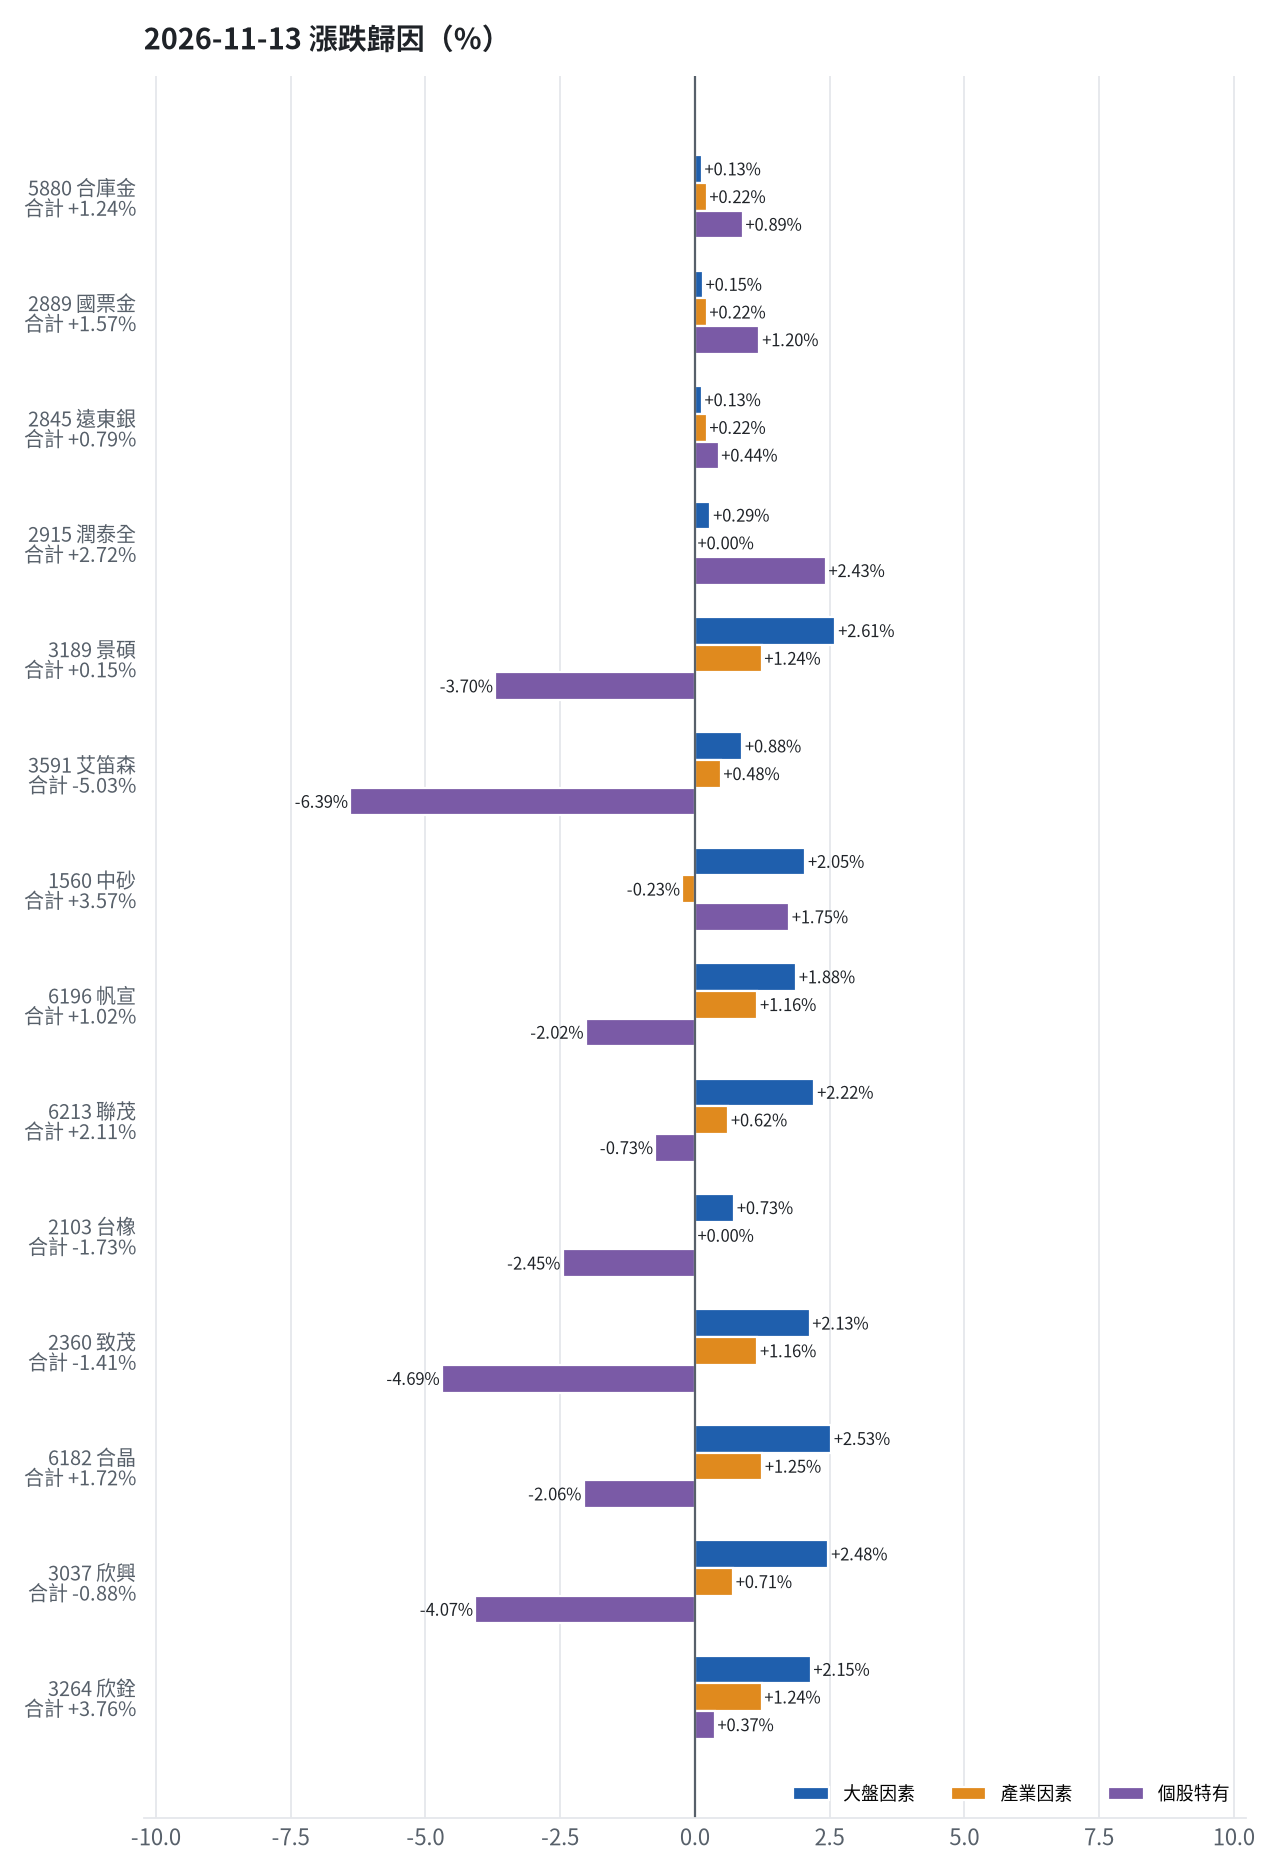 2026-11-13 漲跌歸因（%）
5880 合庫金
合計 +1.24%
+0.13%
+0.22%
+0.89%
2889 國票金
合計 +1.57%
+0.15%
+0.22%
+1.20%
2845 遠東銀
合計 +0.79%
+0.13%
+0.22%
+0.44%
2915 潤泰全
合計 +2.72%
+0.29%
+0.00%
+2.43%
3189 景碩
合計 +0.15%
+2.61%
+1.24%
-3.70%
3591 艾笛森
合計 -5.03%
+0.88%
+0.48%
-6.39%
1560 中砂
合計 +3.57%
+2.05%
-0.23%
+1.75%
6196 帆宣
合計 +1.02%
+1.88%
+1.16%
-2.02%
6213 聯茂
合計 +2.11%
+2.22%
+0.62%
-0.73%
2103 台橡
合計 -1.73%
+0.73%
+0.00%
-2.45%
2360 致茂
合計 -1.41%
+2.13%
+1.16%
-4.69%
6182 合晶
合計 +1.72%
+2.53%
+1.25%
-2.06%
3037 欣興
合計 -0.88%
+2.48%
+0.71%
-4.07%
3264 欣銓
合計 +3.76%
+2.15%
+1.24%
+0.37%
大盤因素 產業因素 個股特有
-10.0 -7.5 -5.0 -2.5 0.0 2.5 5.0 7.5 10.0